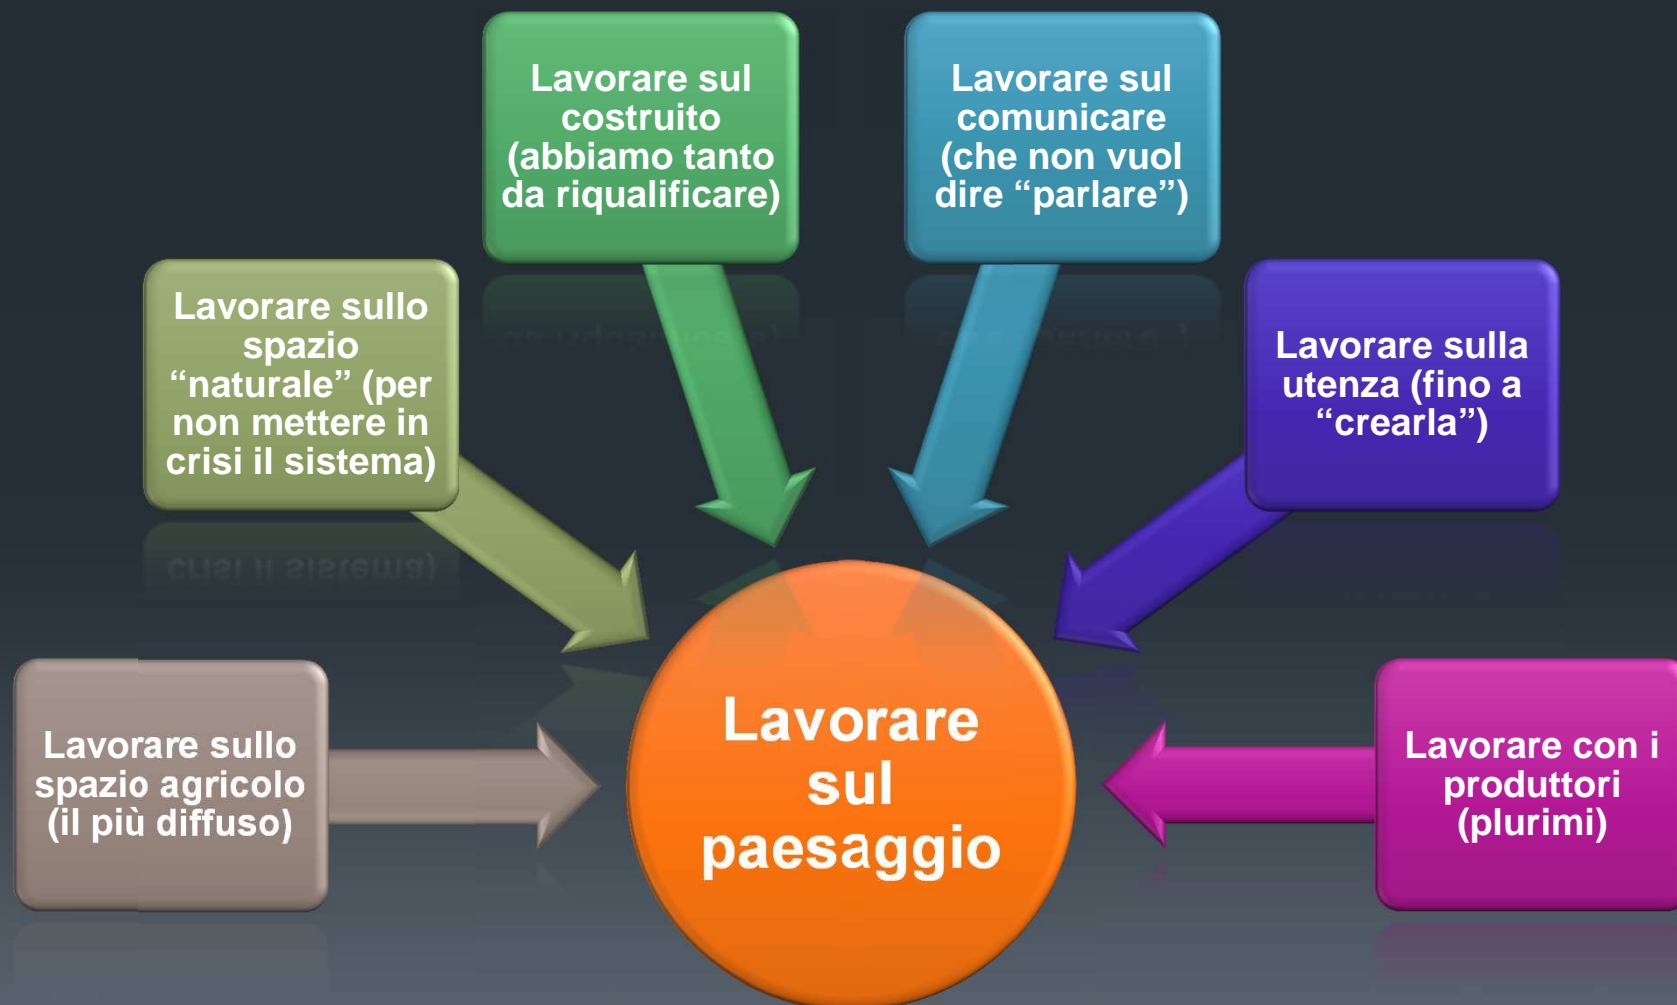 Lavorare sullo
spazio agricolo
(il più diffuso)
Lavorare sullo
spazio
“naturale” (per
non mettere in
crisi il sistema)
Lavorare sul
costruito
(abbiamo tanto
da riqualificare)
Lavorare sul
comunicare
(che non vuol
dire “parlare”)
Lavorare sulla
utenza (fino a
“crearla”)
Lavorare con i
produttori
(plurimi)
Lavorare
sul
paesaggio